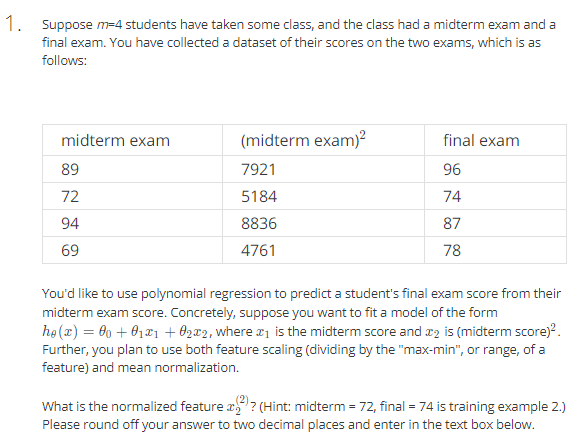 1. Suppose m=4 students have taken some class, and the class had a midterm exam and a
final exam. You have collected a dataset of their scores on the two exams, which is as
follows:
midterm exam (midterm exam)² final exam
89 7921 96
72 5184 74
94 8836 87
69 4761 78
You'd like to use polynomial regression to predict a student's final exam score from their
midterm exam score. Concretely, suppose you want to fit a model of the form
hθ(x) = θ₀ + θ₁x₁ + θ₂x₂, where x₁ is the midterm score and x₂ is (midterm score)².
Further, you plan to use both feature scaling (dividing by the "max-min", or range, of a
feature) and mean normalization.
What is the normalized feature x₂⁽²⁾? (Hint: midterm = 72, final = 74 is training example 2.)
Please round off your answer to two decimal places and enter in the text box below.